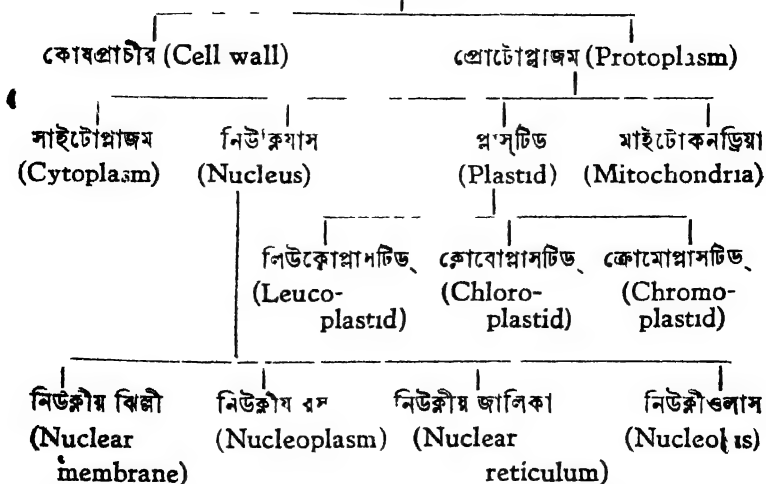 কোষপ্রাচীর (Cell wall) প্রোটোপ্লাজম (Protoplasm)
সাইটোপ্লাজম নিউক্লিয়াস প্লাস্টিড মাইটোকনড্রিয়া
(Cytoplasm) (Nucleus) (Plastid) (Mitochondria)
লিউকোপ্লাসটিড্ ক্লোরোপ্লাসটিড্ ক্রোমোপ্লাসটিড্
(Leuco- (Chloro- (Chromo-
plastid) plastid) plastid)
নিউক্লীয় ঝিল্লী নিউক্লীয় রস নিউক্লীয় জালিকা নিউক্লীওলাস
(Nuclear (Nucleoplasm) (Nuclear (Nucleolus)
membrane) reticulum)